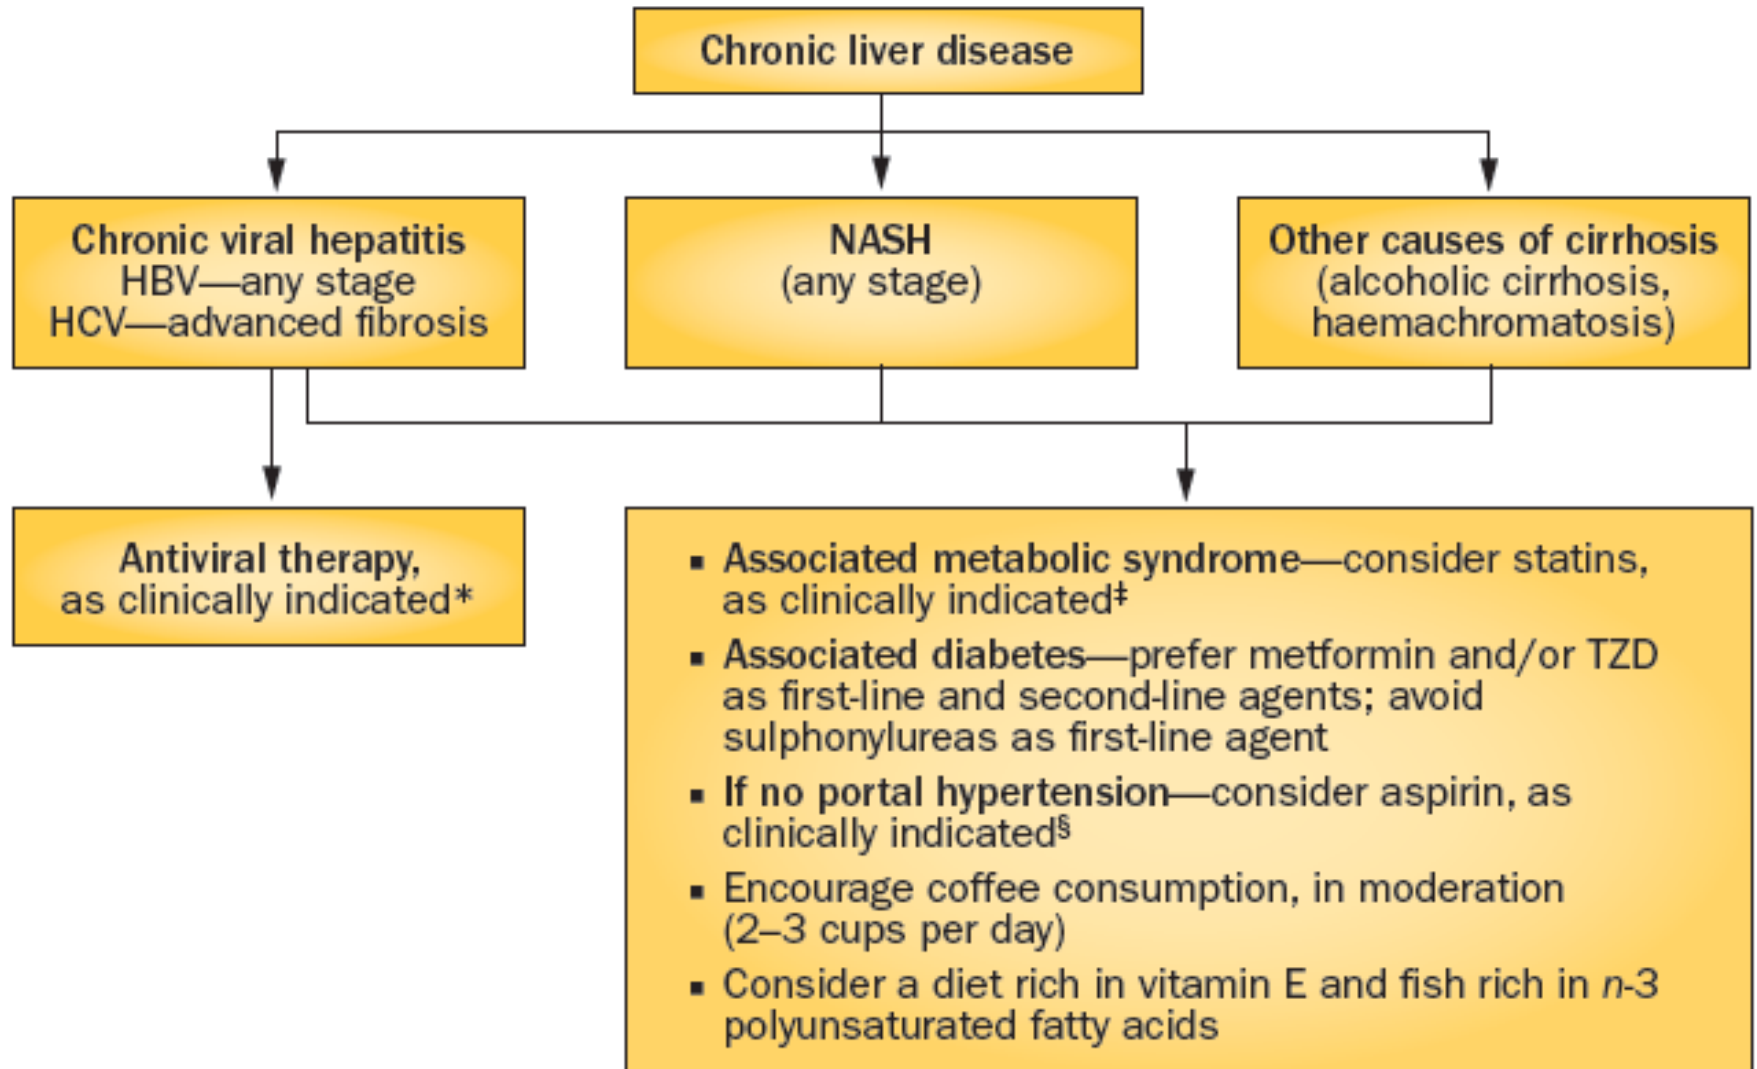 Chronic liver disease
Chronic viral hepatitis
HBV—any stage
HCV—advanced fibrosis
NASH
(any stage)
Other causes of cirrhosis
(alcoholic cirrhosis,
haemachromatosis)
Antiviral therapy,
as clinically indicated*
▪ Associated metabolic syndrome—consider statins,
as clinically indicated‡
▪ Associated diabetes—prefer metformin and/or TZD
as first-line and second-line agents; avoid
sulphonylureas as first-line agent
▪ If no portal hypertension—consider aspirin, as
clinically indicated§
▪ Encourage coffee consumption, in moderation
(2–3 cups per day)
▪ Consider a diet rich in vitamin E and fish rich in n-3
polyunsaturated fatty acids